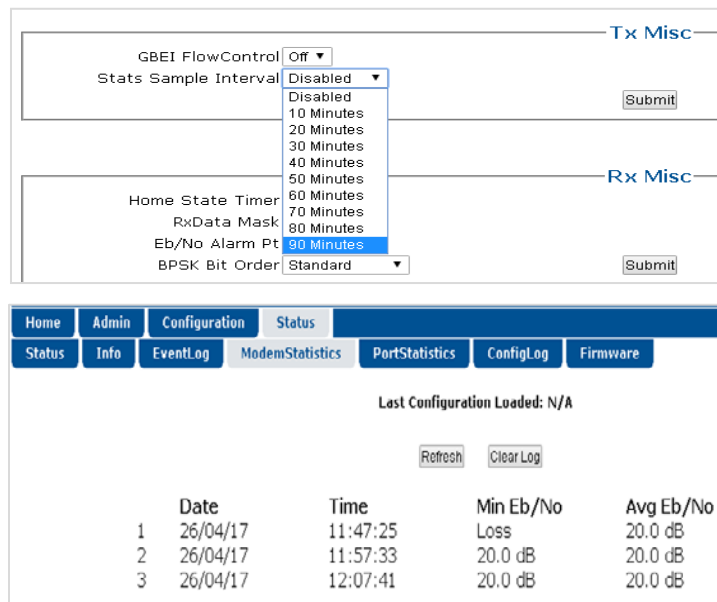 Tx Misc
GBEI FlowControl Off ▼
Stats Sample Interval Disabled ▼
Disabled
10 Minutes
20 Minutes
30 Minutes
40 Minutes
50 Minutes
60 Minutes
70 Minutes
80 Minutes
90 Minutes
Submit
Rx Misc
Home State Timer
RxData Mask
Eb/No Alarm Pt
BPSK Bit Order Standard ▼
Submit
Home Admin Configuration Status
Status Info EventLog ModemStatistics PortStatistics ConfigLog Firmware
Last Configuration Loaded: N/A
Refresh Clear Log
Date Time Min Eb/No Avg Eb/No
1 26/04/17 11:47:25 Loss 20.0 dB
2 26/04/17 11:57:33 20.0 dB 20.0 dB
3 26/04/17 12:07:41 20.0 dB 20.0 dB